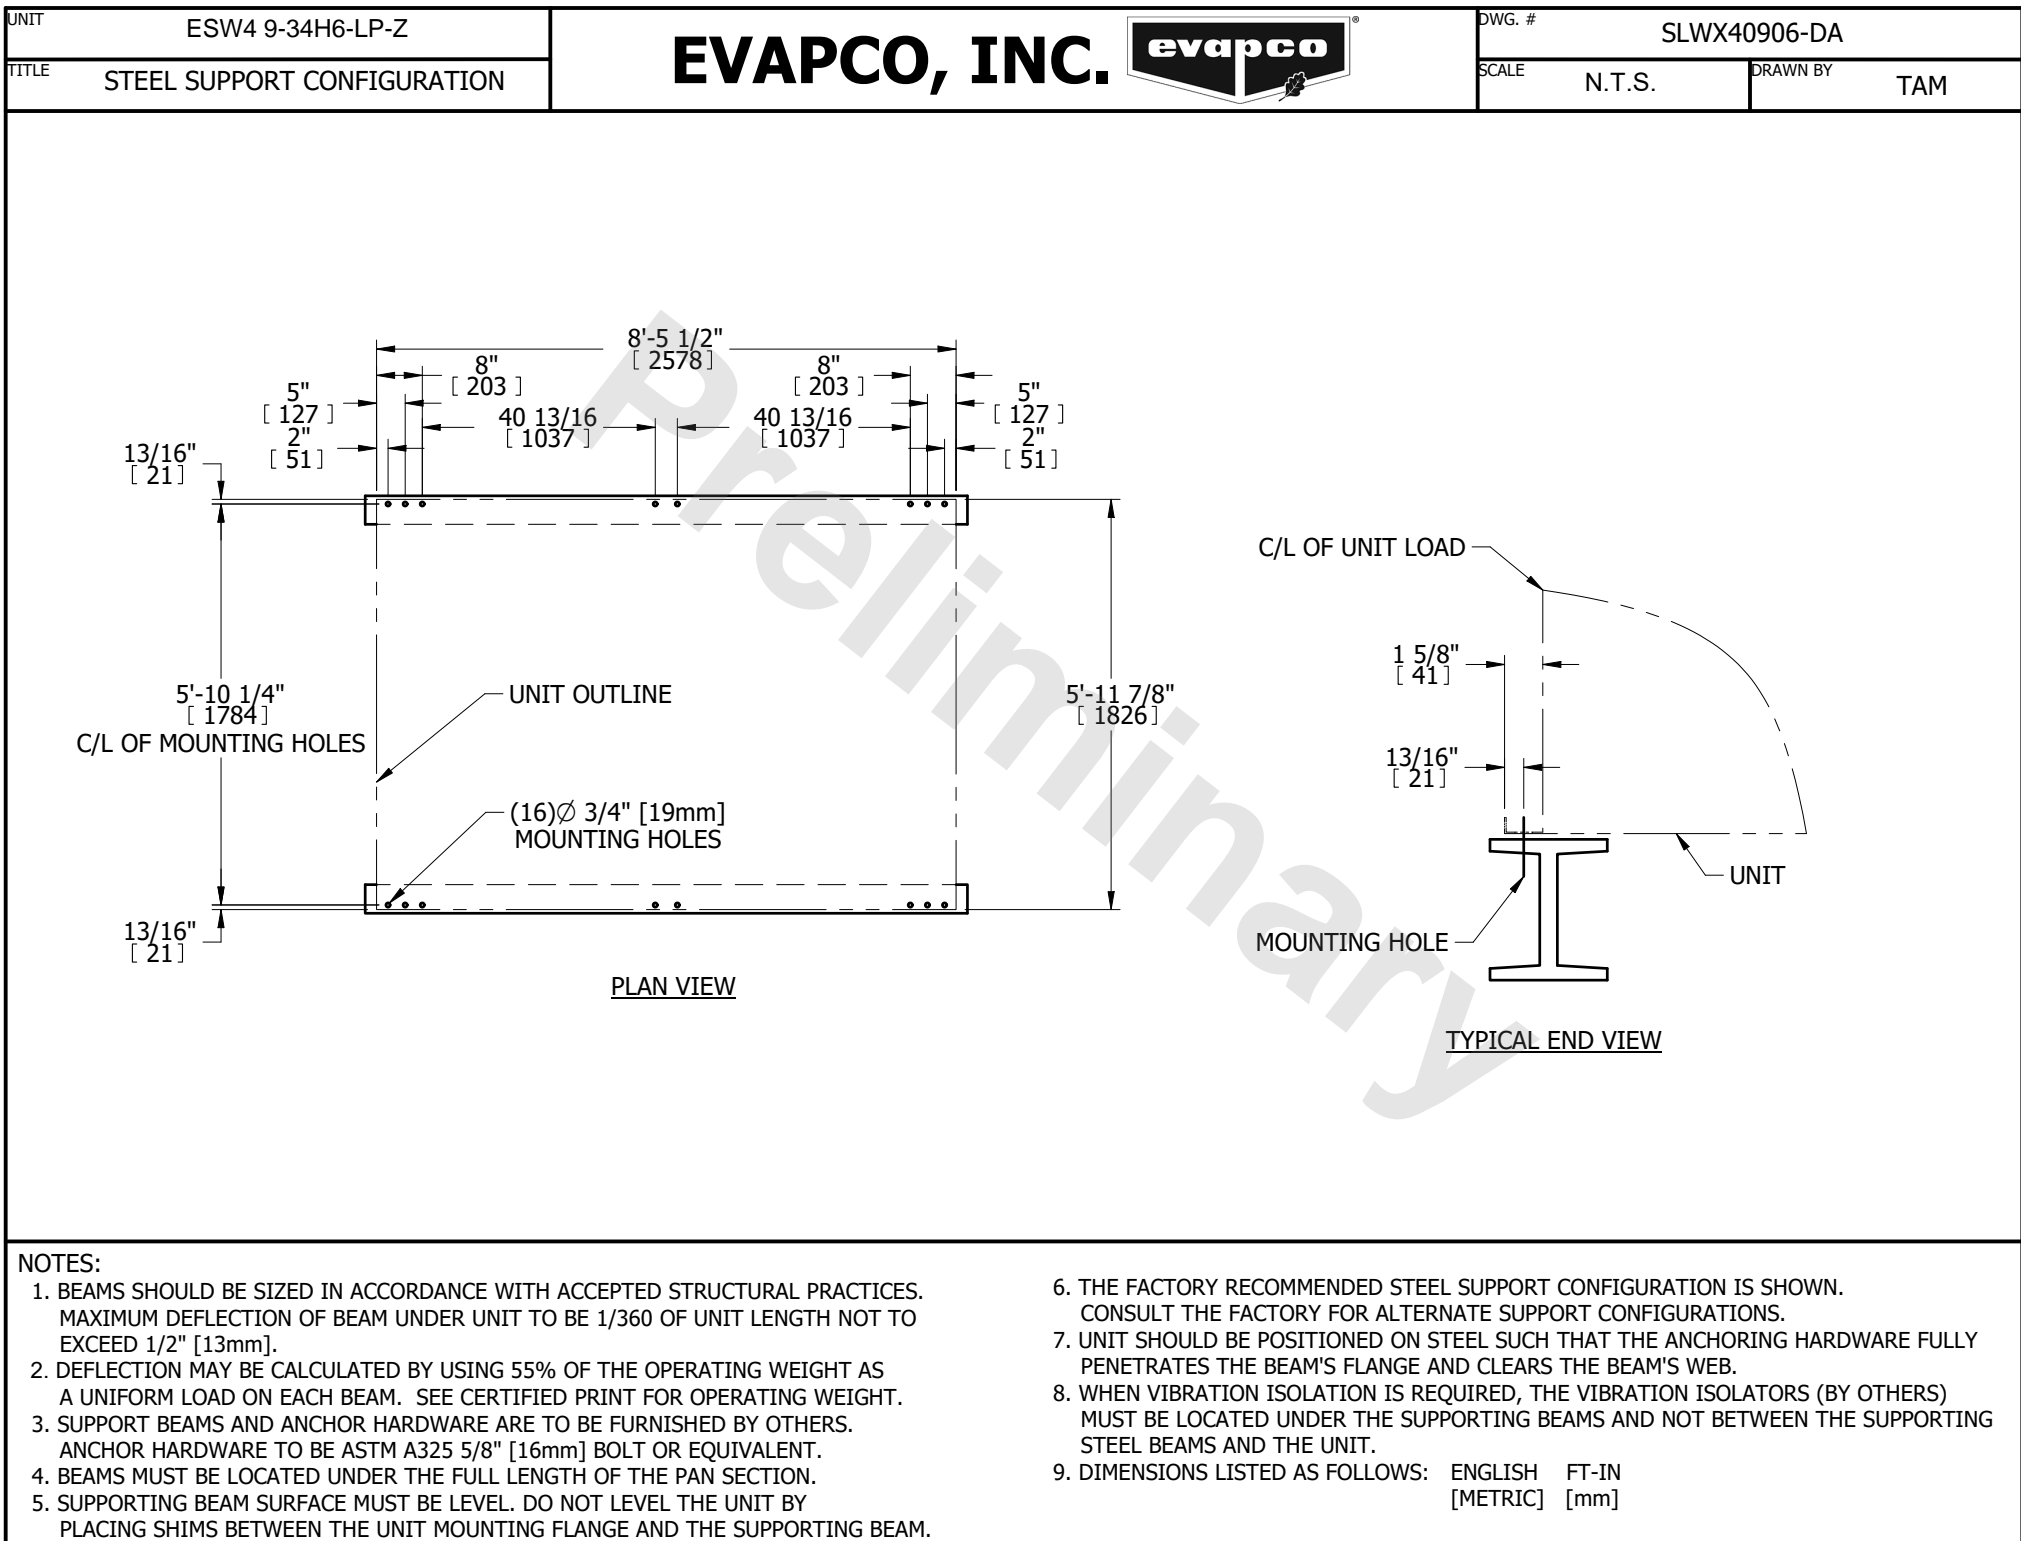 UNIT
ESW4 9-34H6-LP-Z
TITLE
STEEL SUPPORT CONFIGURATION
EVAPCO, INC.
evapco
®
DWG. #
SLWX40906-DA
SCALE
N.T.S.
DRAWN BY
TAM
8'-5 1/2"
[ 2578 ]
8"
[ 203 ]
8"
[ 203 ]
5"
[ 127 ]
5"
[ 127 ]
40 13/16
[ 1037 ]
40 13/16
[ 1037 ]
2"
[ 51 ]
2"
[ 51 ]
13/16"
[ 21 ]
5'-10 1/4"
[ 1784 ]
C/L OF MOUNTING HOLES
UNIT OUTLINE
5'-11 7/8"
[ 1826 ]
(16)∅ 3/4" [19mm]
MOUNTING HOLES
13/16"
[ 21 ]
PLAN VIEW
Preliminary
C/L OF UNIT LOAD
1 5/8"
[ 41 ]
13/16"
[ 21 ]
UNIT
MOUNTING HOLE
TYPICAL END VIEW
NOTES:
1. BEAMS SHOULD BE SIZED IN ACCORDANCE WITH ACCEPTED STRUCTURAL PRACTICES.
MAXIMUM DEFLECTION OF BEAM UNDER UNIT TO BE 1/360 OF UNIT LENGTH NOT TO
EXCEED 1/2" [13mm].
2. DEFLECTION MAY BE CALCULATED BY USING 55% OF THE OPERATING WEIGHT AS
A UNIFORM LOAD ON EACH BEAM. SEE CERTIFIED PRINT FOR OPERATING WEIGHT.
3. SUPPORT BEAMS AND ANCHOR HARDWARE ARE TO BE FURNISHED BY OTHERS.
ANCHOR HARDWARE TO BE ASTM A325 5/8" [16mm] BOLT OR EQUIVALENT.
4. BEAMS MUST BE LOCATED UNDER THE FULL LENGTH OF THE PAN SECTION.
5. SUPPORTING BEAM SURFACE MUST BE LEVEL. DO NOT LEVEL THE UNIT BY
PLACING SHIMS BETWEEN THE UNIT MOUNTING FLANGE AND THE SUPPORTING BEAM.
6. THE FACTORY RECOMMENDED STEEL SUPPORT CONFIGURATION IS SHOWN.
CONSULT THE FACTORY FOR ALTERNATE SUPPORT CONFIGURATIONS.
7. UNIT SHOULD BE POSITIONED ON STEEL SUCH THAT THE ANCHORING HARDWARE FULLY
PENETRATES THE BEAM'S FLANGE AND CLEARS THE BEAM'S WEB.
8. WHEN VIBRATION ISOLATION IS REQUIRED, THE VIBRATION ISOLATORS (BY OTHERS)
MUST BE LOCATED UNDER THE SUPPORTING BEAMS AND NOT BETWEEN THE SUPPORTING
STEEL BEAMS AND THE UNIT.
9. DIMENSIONS LISTED AS FOLLOWS: ENGLISH FT-IN
[METRIC] [mm]